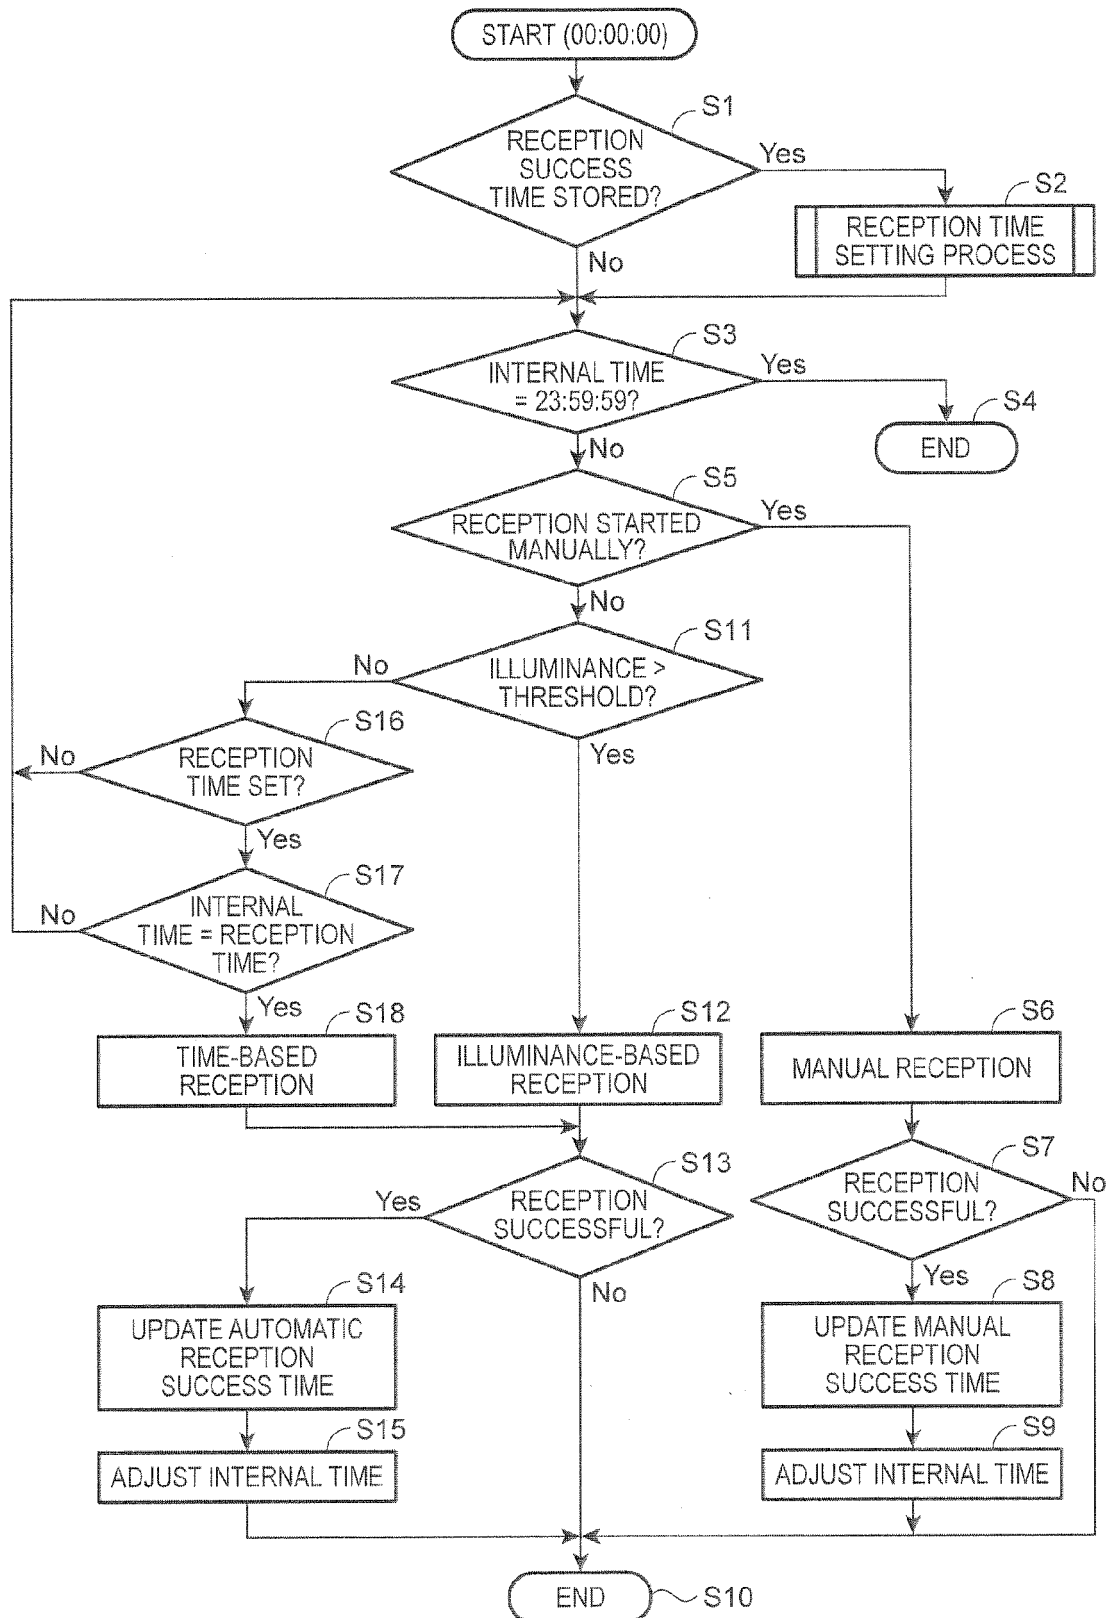 START (00:00:00)
S1
RECEPTION
SUCCESS
TIME STORED?
Yes
S2
RECEPTION TIME
SETTING PROCESS
No
S3
INTERNAL TIME
= 23:59:59?
Yes
S4
END
No
S5
RECEPTION STARTED
MANUALLY?
Yes
No
S11
ILLUMINANCE >
THRESHOLD?
No
Yes
S16
RECEPTION
TIME SET?
No
Yes
S17
INTERNAL
TIME = RECEPTION
TIME?
No
Yes
S18
TIME-BASED
RECEPTION
S12
ILLUMINANCE-BASED
RECEPTION
S6
MANUAL RECEPTION
S13
RECEPTION
SUCCESSFUL?
Yes
No
S7
RECEPTION
SUCCESSFUL?
No
Yes
S14
UPDATE AUTOMATIC
RECEPTION
SUCCESS TIME
S8
UPDATE MANUAL
RECEPTION
SUCCESS TIME
S15
ADJUST INTERNAL TIME
S9
ADJUST INTERNAL TIME
END
S10